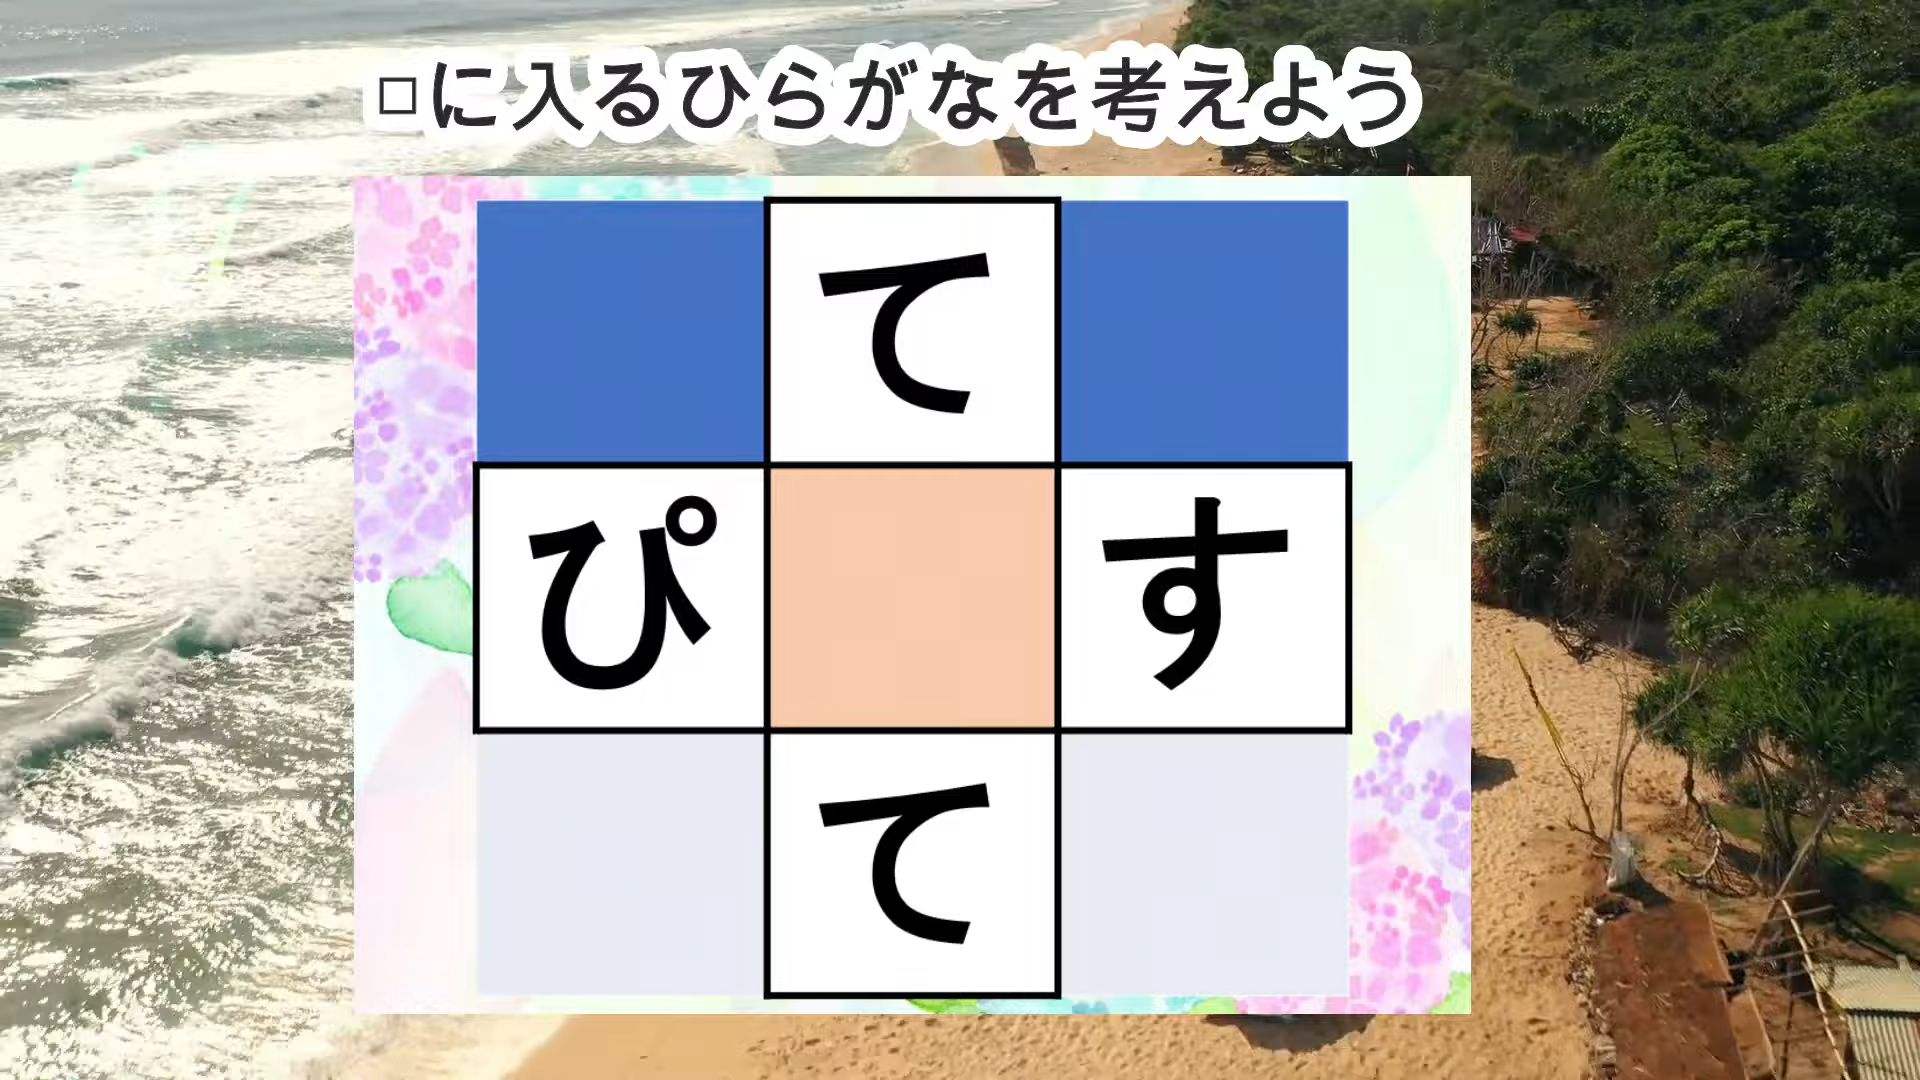 □に入るひらがなを考えよう
て
ぴ す
て